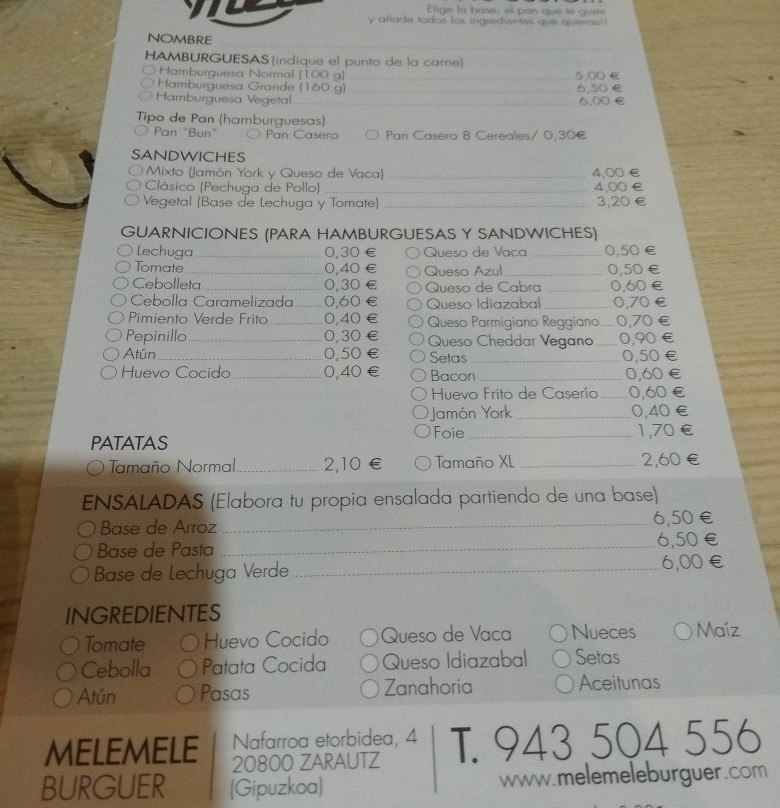 Elige la base, el pan que te guste
y añade todos los ingredientes que quieras!!
NOMBRE
HAMBURGUESAS (indique el punto de la carne)
Hamburguesa Normal (100 g) 5,00 €
Hamburguesa Grande (160 g) 6,50 €
Hamburguesa Vegetal 6,00 €
Tipo de Pan (hamburguesas)
Pan "Bun" Pan Casero Pan Casero 8 Cereales/ 0,30€
SANDWICHES
Mixto (Jamón York y Queso de Vaca) 4,00 €
Clásico (Pechuga de Pollo) 4,00 €
Vegetal (Base de Lechuga y Tomate) 3,20 €
GUARNICIONES (PARA HAMBURGUESAS Y SANDWICHES)
Lechuga 0,30 € Queso de Vaca 0,50 €
Tomate 0,40 € Queso Azul 0,50 €
Cebolleta 0,30 € Queso de Cabra 0,60 €
Cebolla Caramelizada 0,60 € Queso Idiazabal 0,70 €
Pimiento Verde Frito 0,40 € Queso Parmigiano Reggiano 0,70 €
Pepinillo 0,30 € Queso Cheddar Vegano 0,90 €
Atún 0,50 € Setas 0,50 €
Huevo Cocido 0,40 € Bacon 0,60 €
Huevo Frito de Caserío 0,60 €
Jamón York 0,40 €
Foie 1,70 €
PATATAS
Tamaño Normal 2,10 € Tamaño XL 2,60 €
ENSALADAS (Elabora tu propia ensalada partiendo de una base)
Base de Arroz 6,50 €
Base de Pasta 6,50 €
Base de Lechuga Verde 6,00 €
INGREDIENTES
Tomate Huevo Cocido Queso de Vaca Nueces Maíz
Cebolla Patata Cocida Queso Idiazabal Setas
Atún Pasas Zanahoria Aceitunas
MELEMELE
BURGUER
Nafarroa etorbidea, 4
20800 ZARAUTZ
(Gipuzkoa)
T. 943 504 556
www.melemeleburguer.com